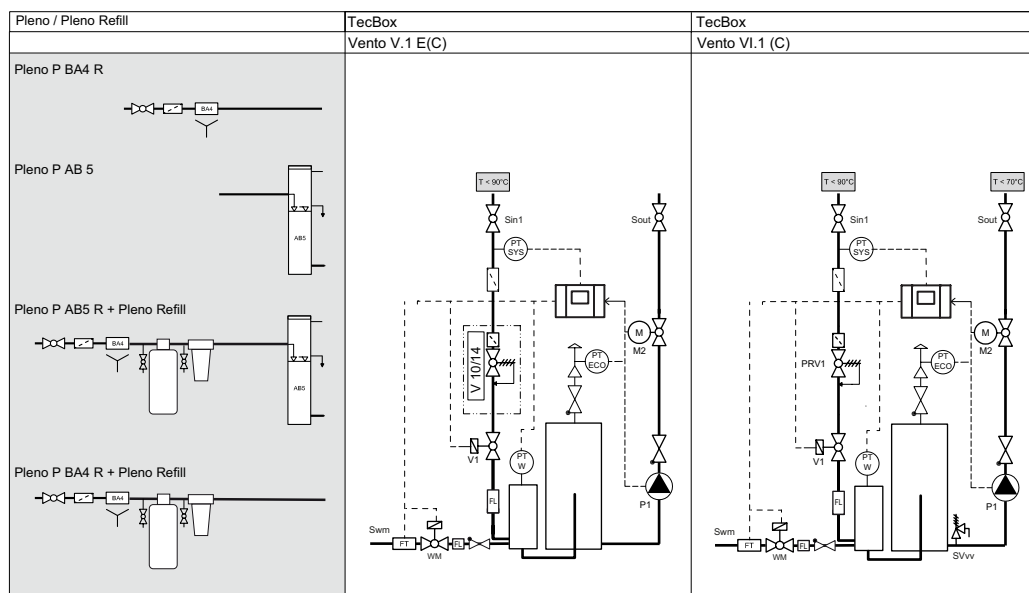 Pleno / Pleno Refill
TecBox
TecBox
Vento V.1 E(C)
Vento VI.1 (C)
Pleno P BA4 R
BA4
Pleno P AB 5
AB5
Pleno P AB5 R + Pleno Refill
BA4
AB5
Pleno P BA4 R + Pleno Refill
BA4
T < 90°C
Sin1
Sout
PT
SYS
M
M2
V 10/14
PT
ECO
V1
PT
W
FL
P1
Swm
FT
WM
FL
T < 90°C
T < 70°C
Sin1
Sout
PT
SYS
M
M2
PRV1
PT
ECO
V1
PT
W
FL
P1
Swm
FT
WM
FL
SVvv